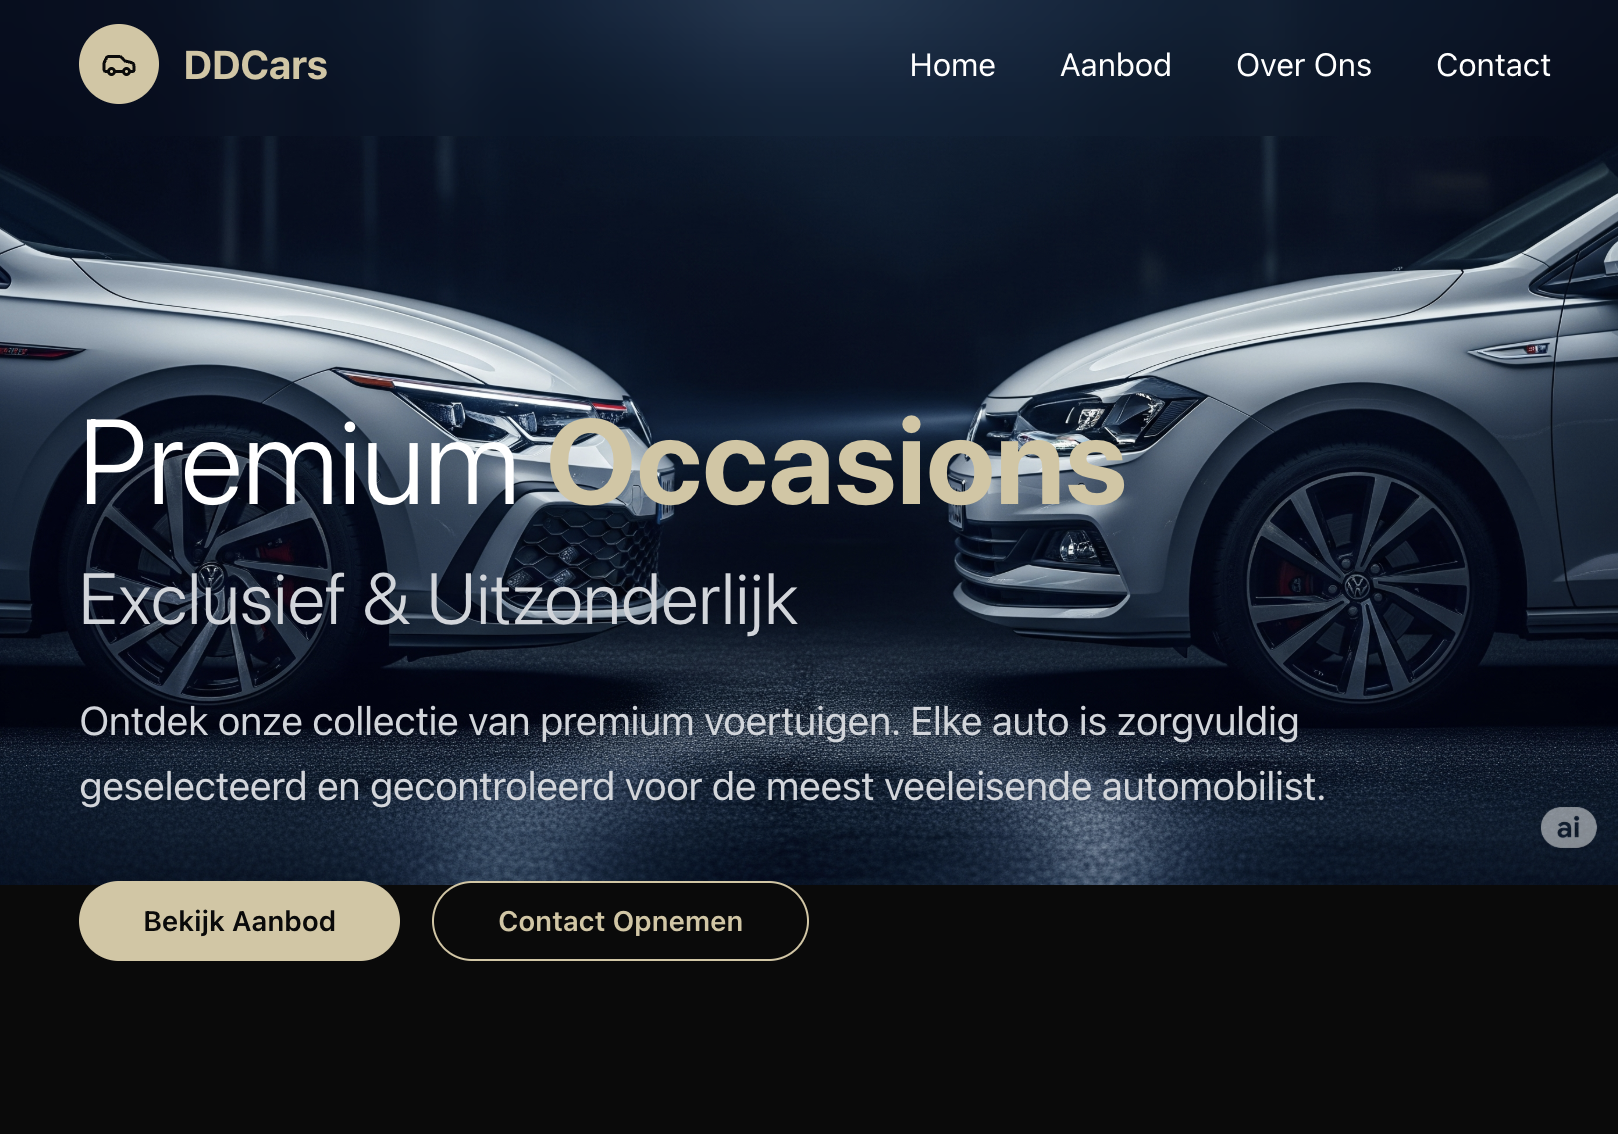 DDCars
Home Aanbod Over Ons Contact
Premium Occasions
Exclusief & Uitzonderlijk
Ontdek onze collectie van premium voertuigen. Elke auto is zorgvuldig
geselecteerd en gecontroleerd voor de meest veeleisende automobilist.
ai
Bekijk Aanbod Contact Opnemen